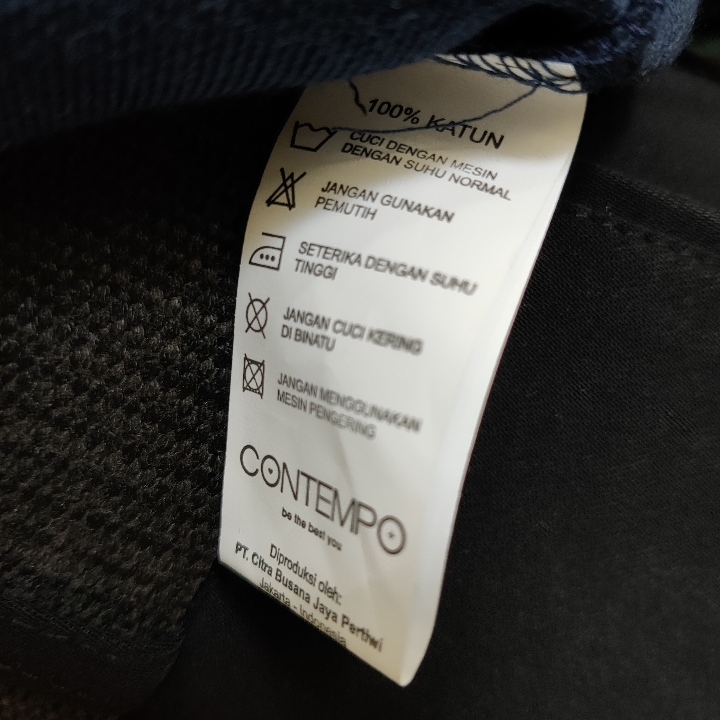 100% KATUN
CUCI DENGAN MESIN
DENGAN SUHU NORMAL
JANGAN GUNAKAN
PEMUTIH
SETERIKA DENGAN SUHU
TINGGI
JANGAN CUCI KERING
DI BINATU
JANGAN MENGGUNAKAN
MESIN PENGERING
CONTEMPO
be the best you
Diproduksi oleh:
PT. Citra Busana Jaya Pertiwi
Jakarta - Indonesia